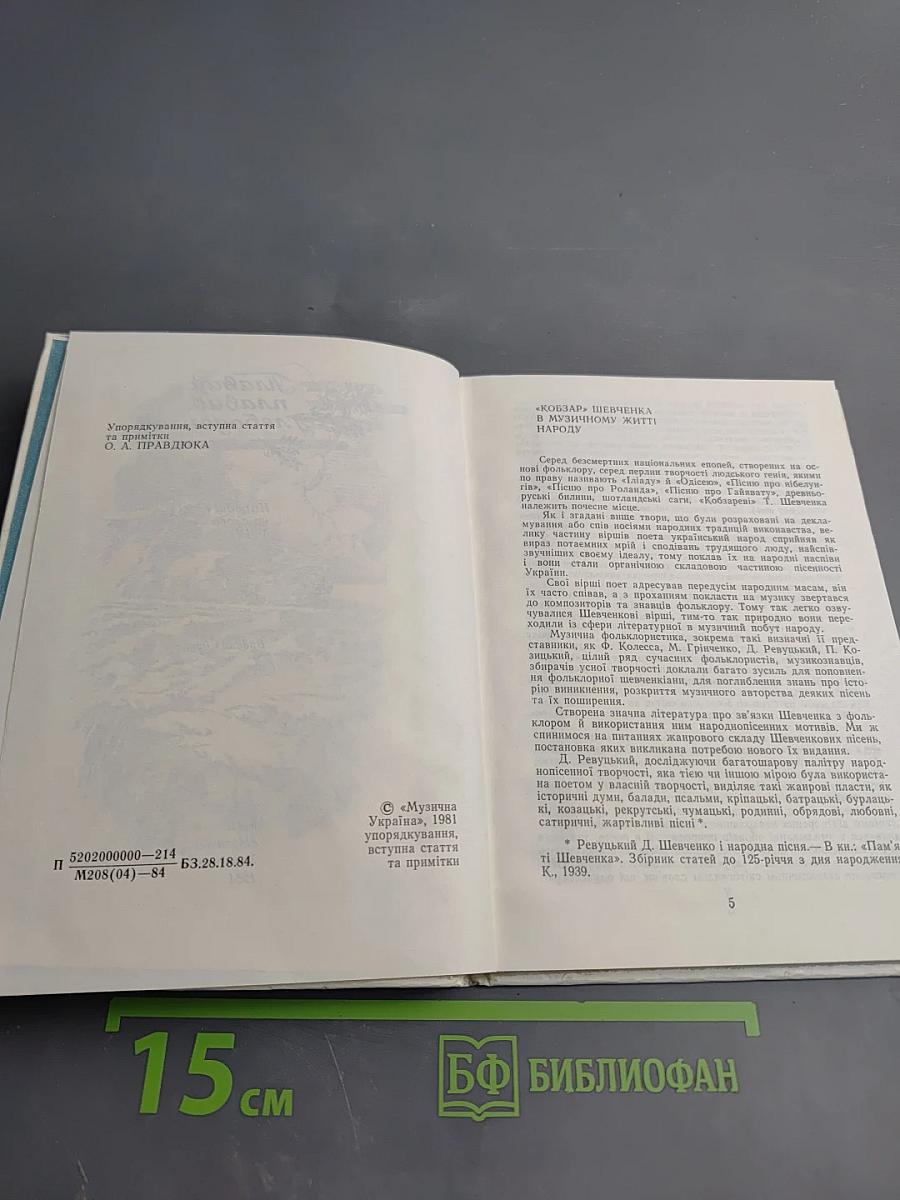 Упорядкування, вступна стаття
та примітки
О. А. ПРАВДЮКА
© «Музична
Україна», 1981
упорядкування,
вступна стаття
та примітки
П 5202000000—214
М208(04)—84 БЗ.28.18.84.
«КОБЗАР» ШЕВЧЕНКА
В МУЗИЧНОМУ ЖИТТІ
НАРОДУ
Серед безсмертних національних епопей, створених на ос-
нові фольклору, серед перлин творчості людського генія, якими
по праву називають «Іліаду» й «Одісею», «Пісню про нібелун-
гів», «Пісню про Роланда», «Пісню про Гайявату», древньо-
руські билини, шотландські саги, «Кобзареві» Т. Шевченка
належить почесне місце.
Як і згадані вище твори, що були розраховані на декла-
мування або спів носіями народних традицій виконавства, ве-
лику частину віршів поета український народ сприйняв як
вираз потаємних мрій і сподівань трудящого люду, найспів-
звучніших своєму ідеалу, тому поклав їх на народні наспіви
і вони стали органічною складовою частиною пісенності
України.
Свої вірші поет адресував передусім народним масам, він
їх часто співав, а з проханням покласти на музику звертався
до композиторів та знавців фольклору. Тому так легко озву-
чувалися Шевченкові вірші, тим-то так природно вони пере-
ходили із сфери літературної в музичний побут народу.
Музична фольклористика, зокрема такі визначні її пред-
ставники, як Ф. Колесса, М. Грінченко, Д. Ревуцький, П. Ко-
зицький, цілий ряд сучасних фольклористів, музикознавців,
збирачів усної творчості доклали багато зусиль для поповнен-
ня фольклорної шевченкіани, для поглиблення знань про істо-
рію виникнення, розкриття музичного авторства деяких пісень
та їх поширення.
Створена значна література про зв'язки Шевченка з фоль-
клором й використання ним народнопісенних мотивів. Ми ж
спинимося на питаннях жанрового складу Шевченкових пісень,
постановка яких викликана потребою нового їх видання.
Д. Ревуцький, досліджуючи багатошарову палітру народ-
нопісенної творчості, яка тією чи іншою мірою була використа-
на поетом у власній творчості, виділяє такі жанрові пласти, як
історичні думи, балади, псальми, кріпацькі, батрацькі, бурлаць-
кі, козацькі, рекрутські, чумацькі, родинні, обрядові, любовні,
сатиричні, жартівливі пісні*.
* Ревуцький Д. Шевченко і народна пісня.— В кн.: «Пам'я-
ті Шевченка». Збірник статей до 125-річчя з дня народження
К., 1939.
5
15 см
БФ БИБЛИОФАН